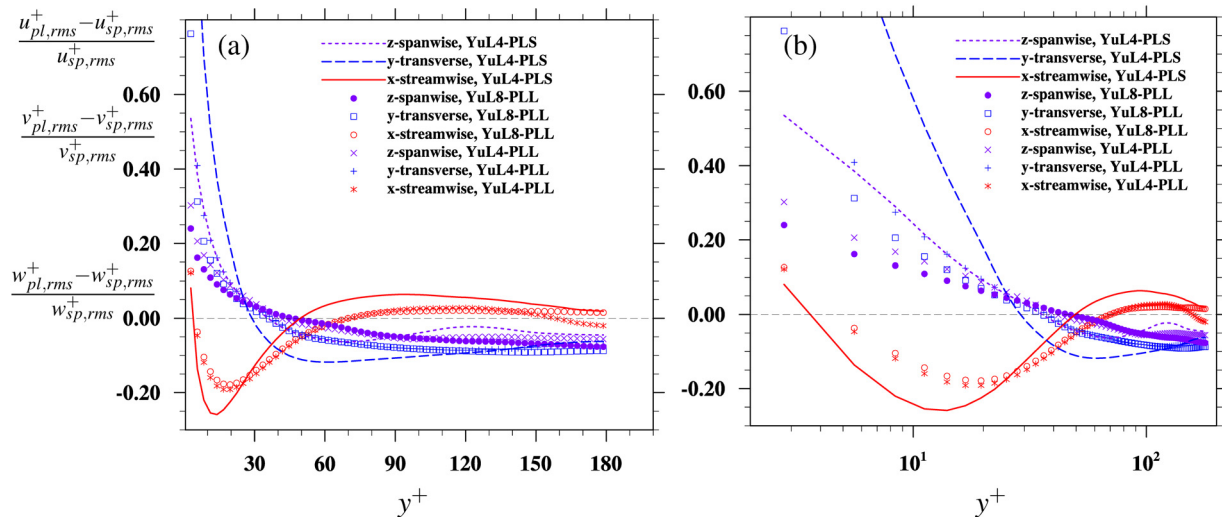 u⁺pl,rms − u⁺sp,rms / u⁺sp,rms
v⁺pl,rms − v⁺sp,rms / v⁺sp,rms
w⁺pl,rms − w⁺sp,rms / w⁺sp,rms
(a)
z-spanwise, YuL4-PLS
y-transverse, YuL4-PLS
x-streamwise, YuL4-PLS
z-spanwise, YuL8-PLL
y-transverse, YuL8-PLL
x-streamwise, YuL8-PLL
z-spanwise, YuL4-PLL
y-transverse, YuL4-PLL
x-streamwise, YuL4-PLL
0.60
0.40
0.20
0.00
-0.20
30 60 90 120 150 180
y⁺
(b)
z-spanwise, YuL4-PLS
y-transverse, YuL4-PLS
x-streamwise, YuL4-PLS
z-spanwise, YuL8-PLL
y-transverse, YuL8-PLL
x-streamwise, YuL8-PLL
z-spanwise, YuL4-PLL
y-transverse, YuL4-PLL
x-streamwise, YuL4-PLL
0.60
0.40
0.20
0.00
-0.20
10¹ 10²
y⁺